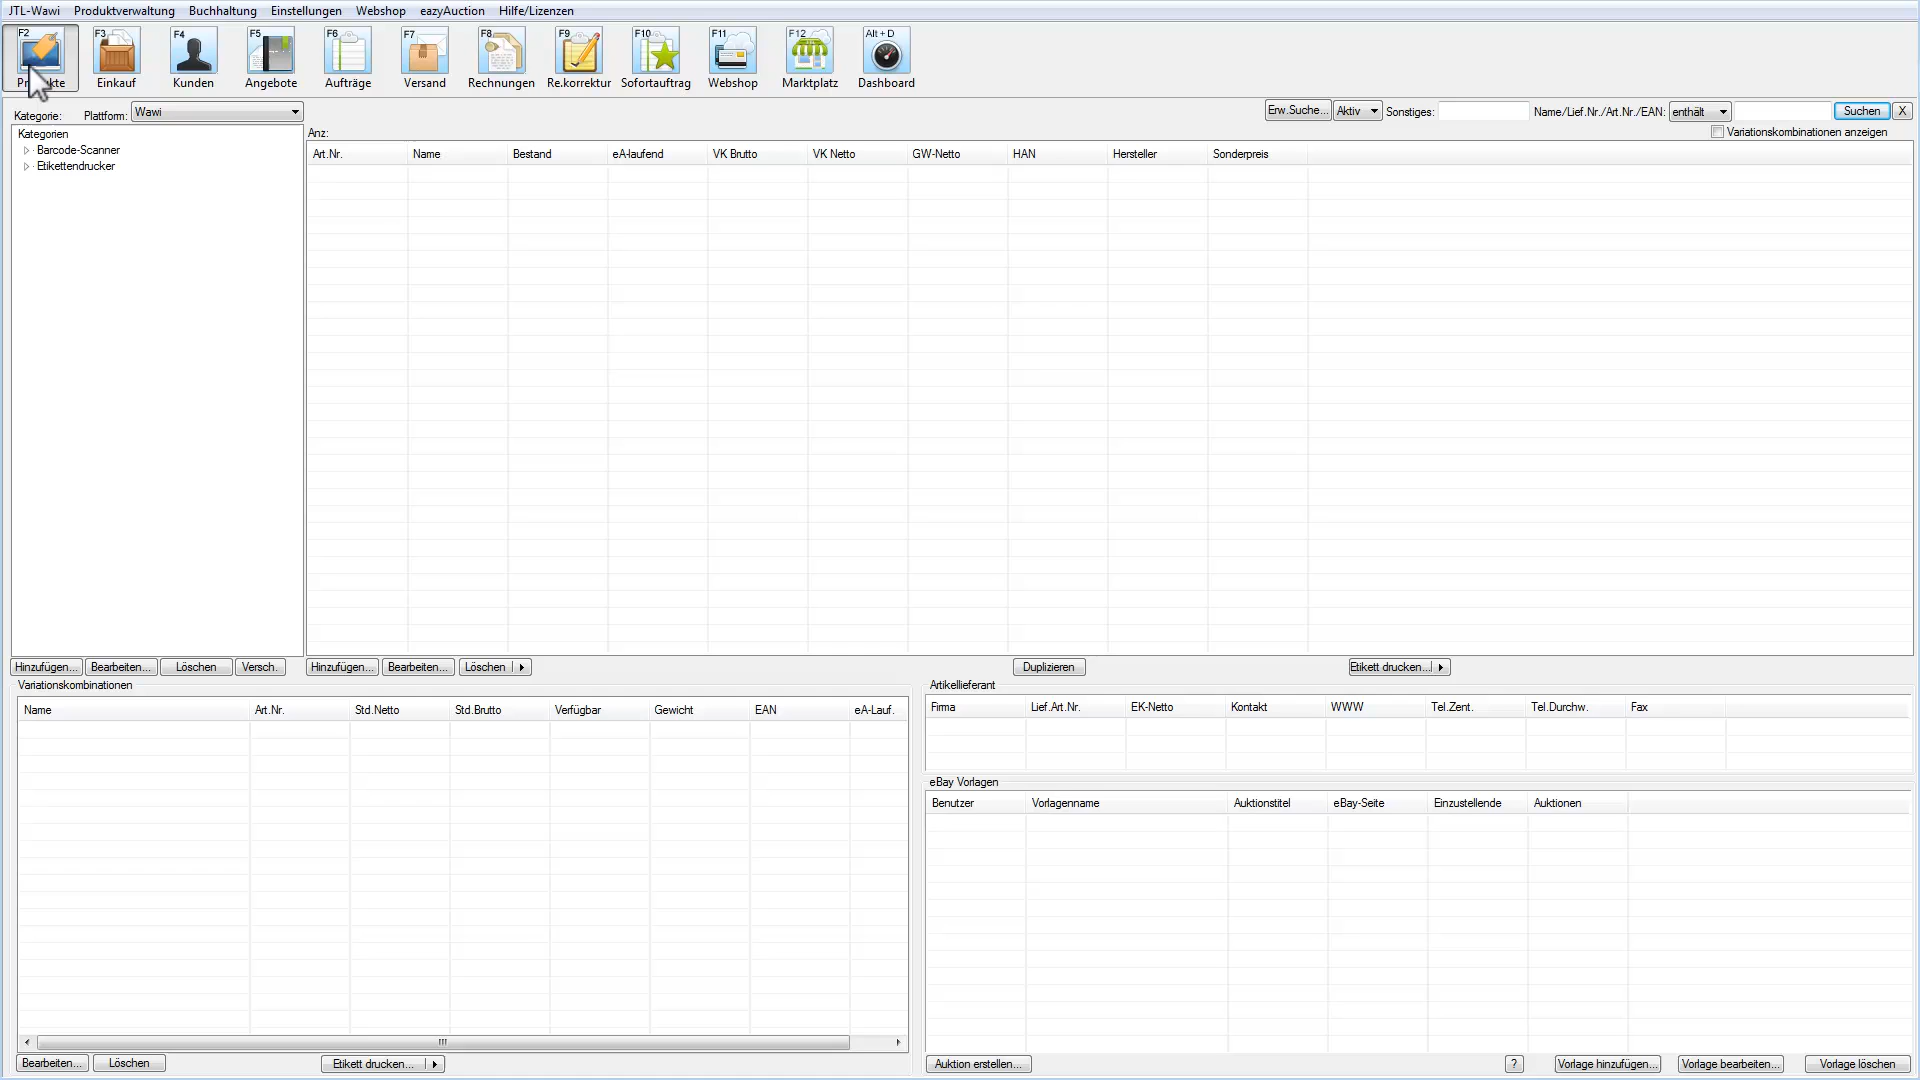 JTL-Wawi Produktverwaltung Buchhaltung Einstellungen Webshop eazyAuction Hilfe/Lizenzen
F2 F3 F4 F5 F6 F7 F8 F9 F10 F11 F12 Alt + D
Einkauf Kunden Angebote Aufträge Versand Rechnungen Re.korrektur Sofortauftrag Webshop Marktplatz Dashboard
Kategorie: Plattform: Wawi Erw.Suche... Aktiv Sonstiges: Name/Lief.Nr./Art.Nr./EAN: enthält Suchen X
Variationskombinationen anzeigen
Kategorien Anz:
Barcode-Scanner
Etikettendrucker
Art.Nr. Name Bestand eA-laufend VK Brutto VK Netto GW-Netto HAN Hersteller Sonderpreis
Hinzufügen... Bearbeiten... Löschen Versch. Hinzufügen... Bearbeiten... Löschen Duplizieren Etikett drucken...
Variationskombinationen
Name Art.Nr. Std.Netto Std.Brutto Verfügbar Gewicht EAN eA-Lauf.
Artikellieferant
Firma Lief.Art.Nr. EK-Netto Kontakt WWW Tel.Zent. Tel.Durchw. Fax
eBay Vorlagen
Benutzer Vorlagenname Auktionstitel eBay-Seite Einzustellende Auktionen
Bearbeiten... Löschen Etikett drucken... Auktion erstellen... ? Vorlage hinzufügen... Vorlage bearbeiten... Vorlage löschen